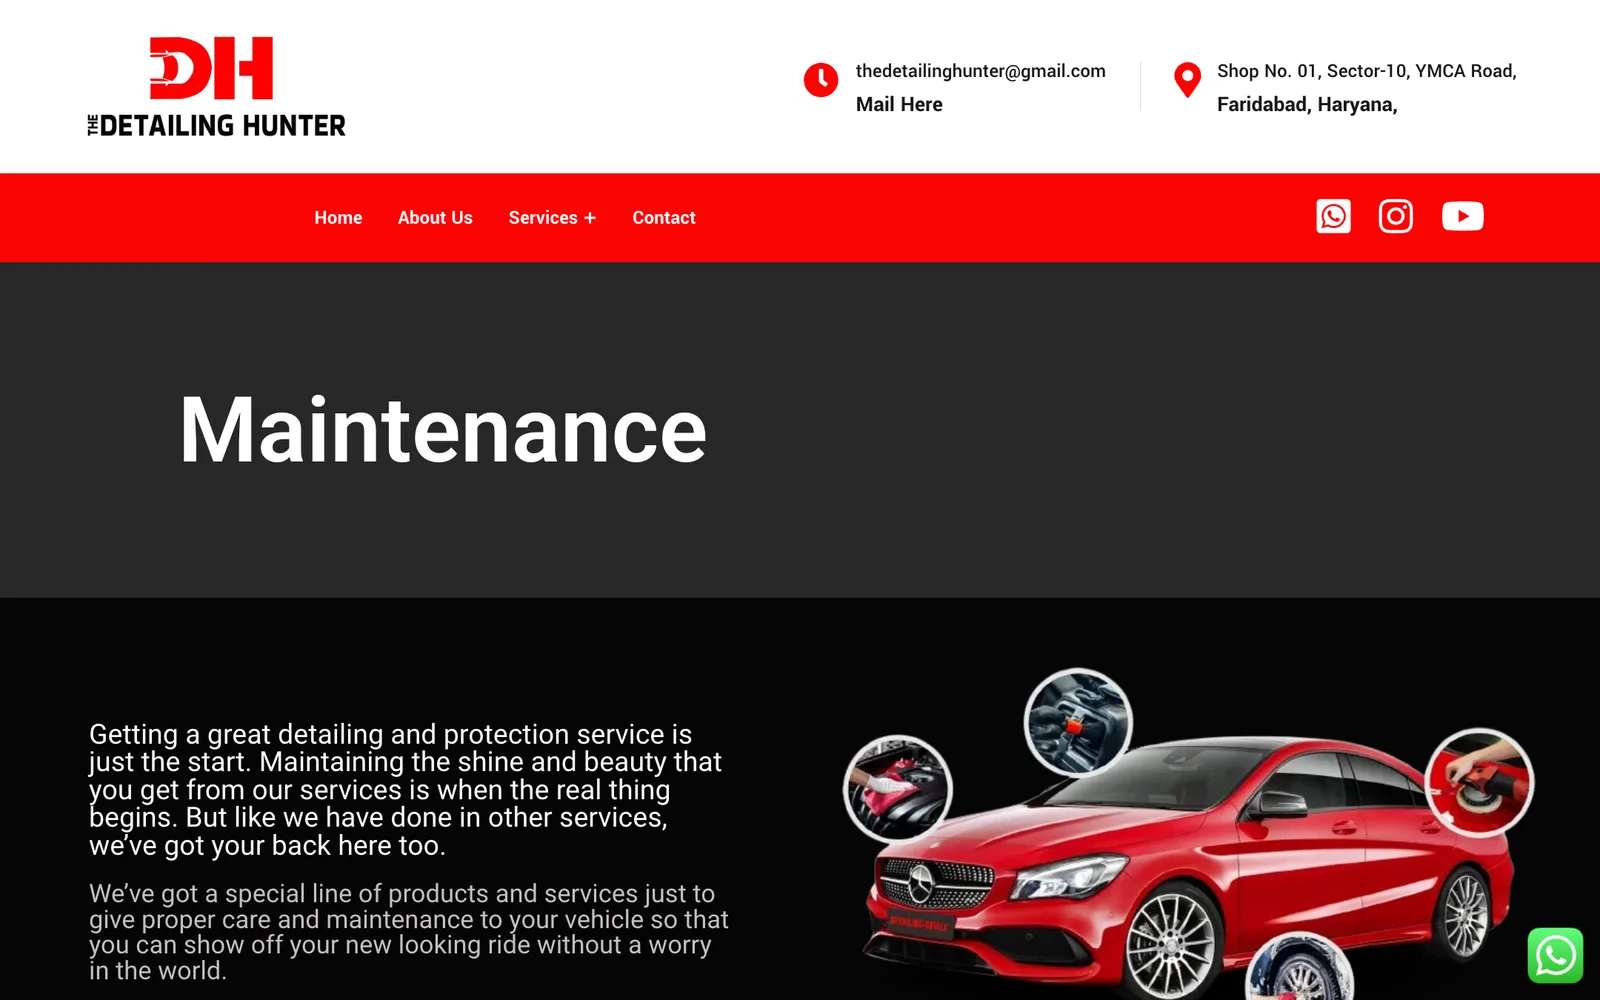 DH
THE DETAILING HUNTER
thedetailinghunter@gmail.com
Mail Here
Shop No. 01, Sector-10, YMCA Road,
Faridabad, Haryana,
Home
About Us
Services +
Contact
Maintenance
Getting a great detailing and protection service is
just the start. Maintaining the shine and beauty that
you get from our services is when the real thing
begins. But like we have done in other services,
we’ve got your back here too.
We’ve got a special line of products and services just to
give proper care and maintenance to your vehicle so that
you can show off your new looking ride without a worry
in the world.
DETAILING-DEVILS